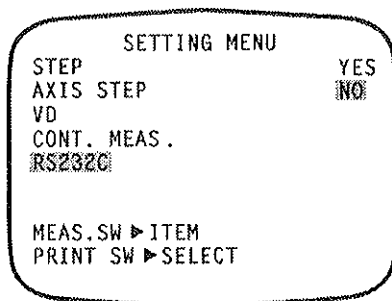 SETTING MENU
STEP YES
AXIS STEP NO
VD
CONT. MEAS.
RS232C
MEAS.SW ▶ ITEM
PRINT SW ▶ SELECT